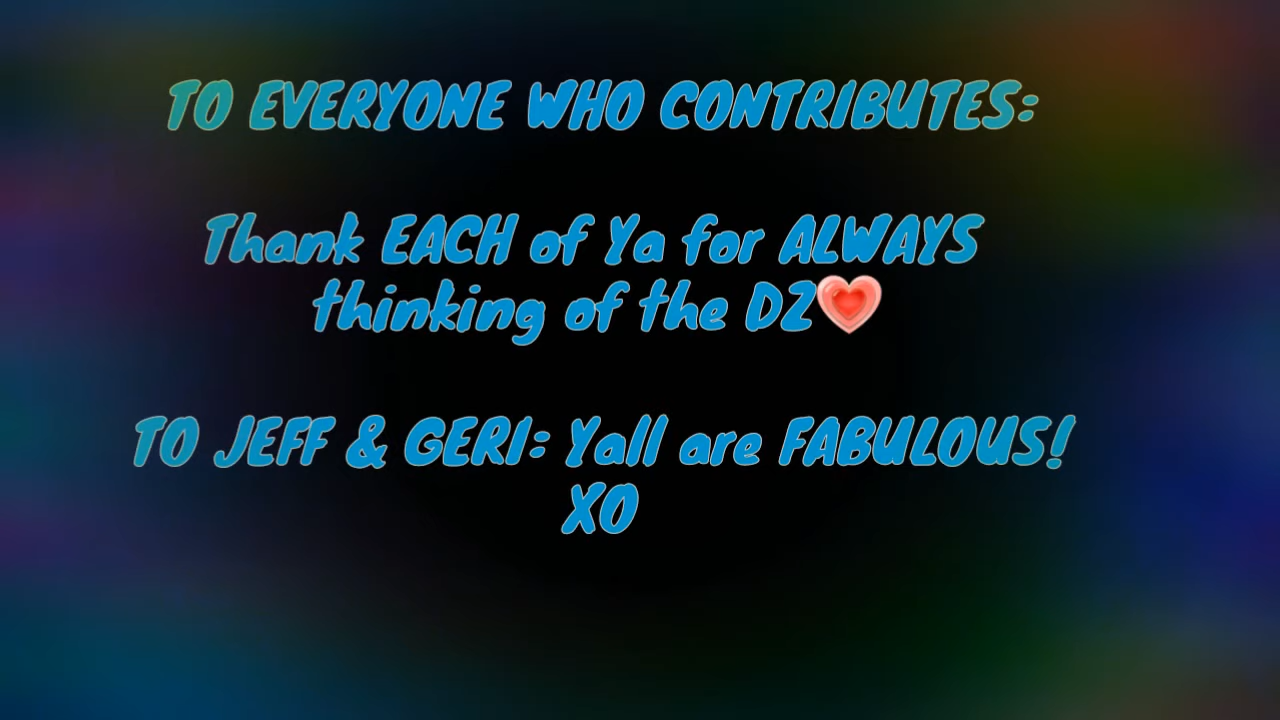 TO EVERYONE WHO CONTRIBUTES:
Thank EACH of Ya for ALWAYS
thinking of the DZ💗
TO JEFF & GERI: Yall are FABULOUS!
XO